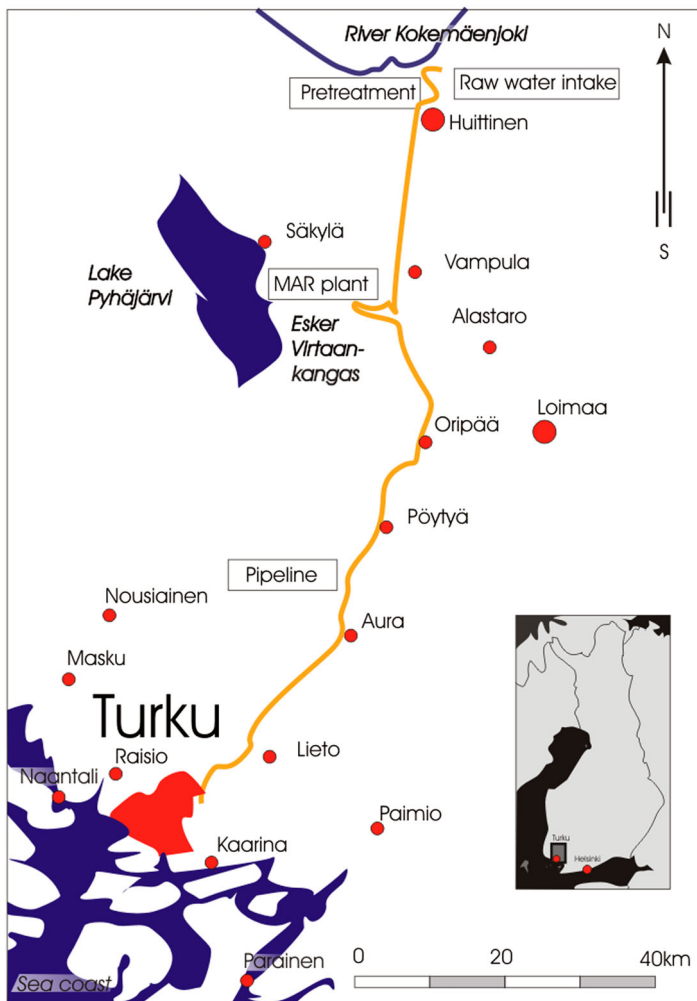 River Kokemäenjoki
N
Pretreatment
Raw water intake
Huittinen
S
Säkylä
Vampula
Lake
Pyhäjärvi
MAR plant
Alastaro
Esker
Virtaan-
kangas
Loimaa
Oripää
Pöytyä
Pipeline
Nousiainen
Aura
Masku
Turku
Lieto
Raisio
Naantali
Paimio
Kaarina
Turku
Helsinki
Parainen
Sea coast
0 20 40km